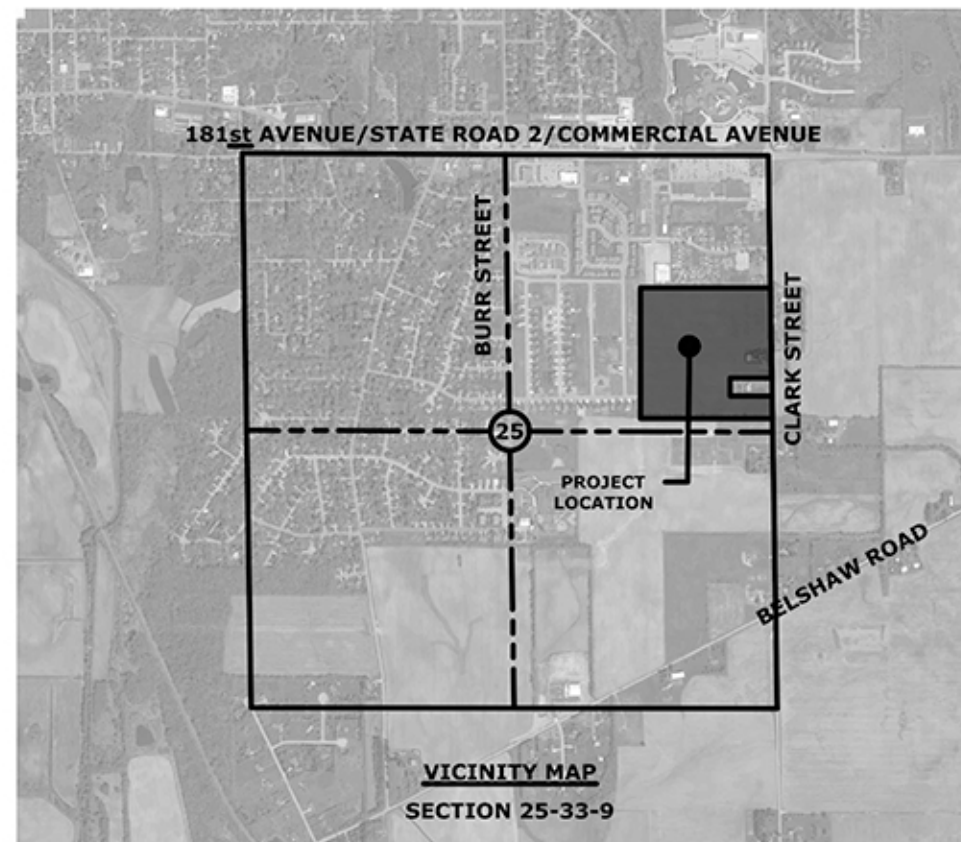 181st AVENUE/STATE ROAD 2/COMMERCIAL AVENUE
BURR STREET
CLARK STREET
25
PROJECT
LOCATION
BELSHAW ROAD
VICINITY MAP
SECTION 25-33-9